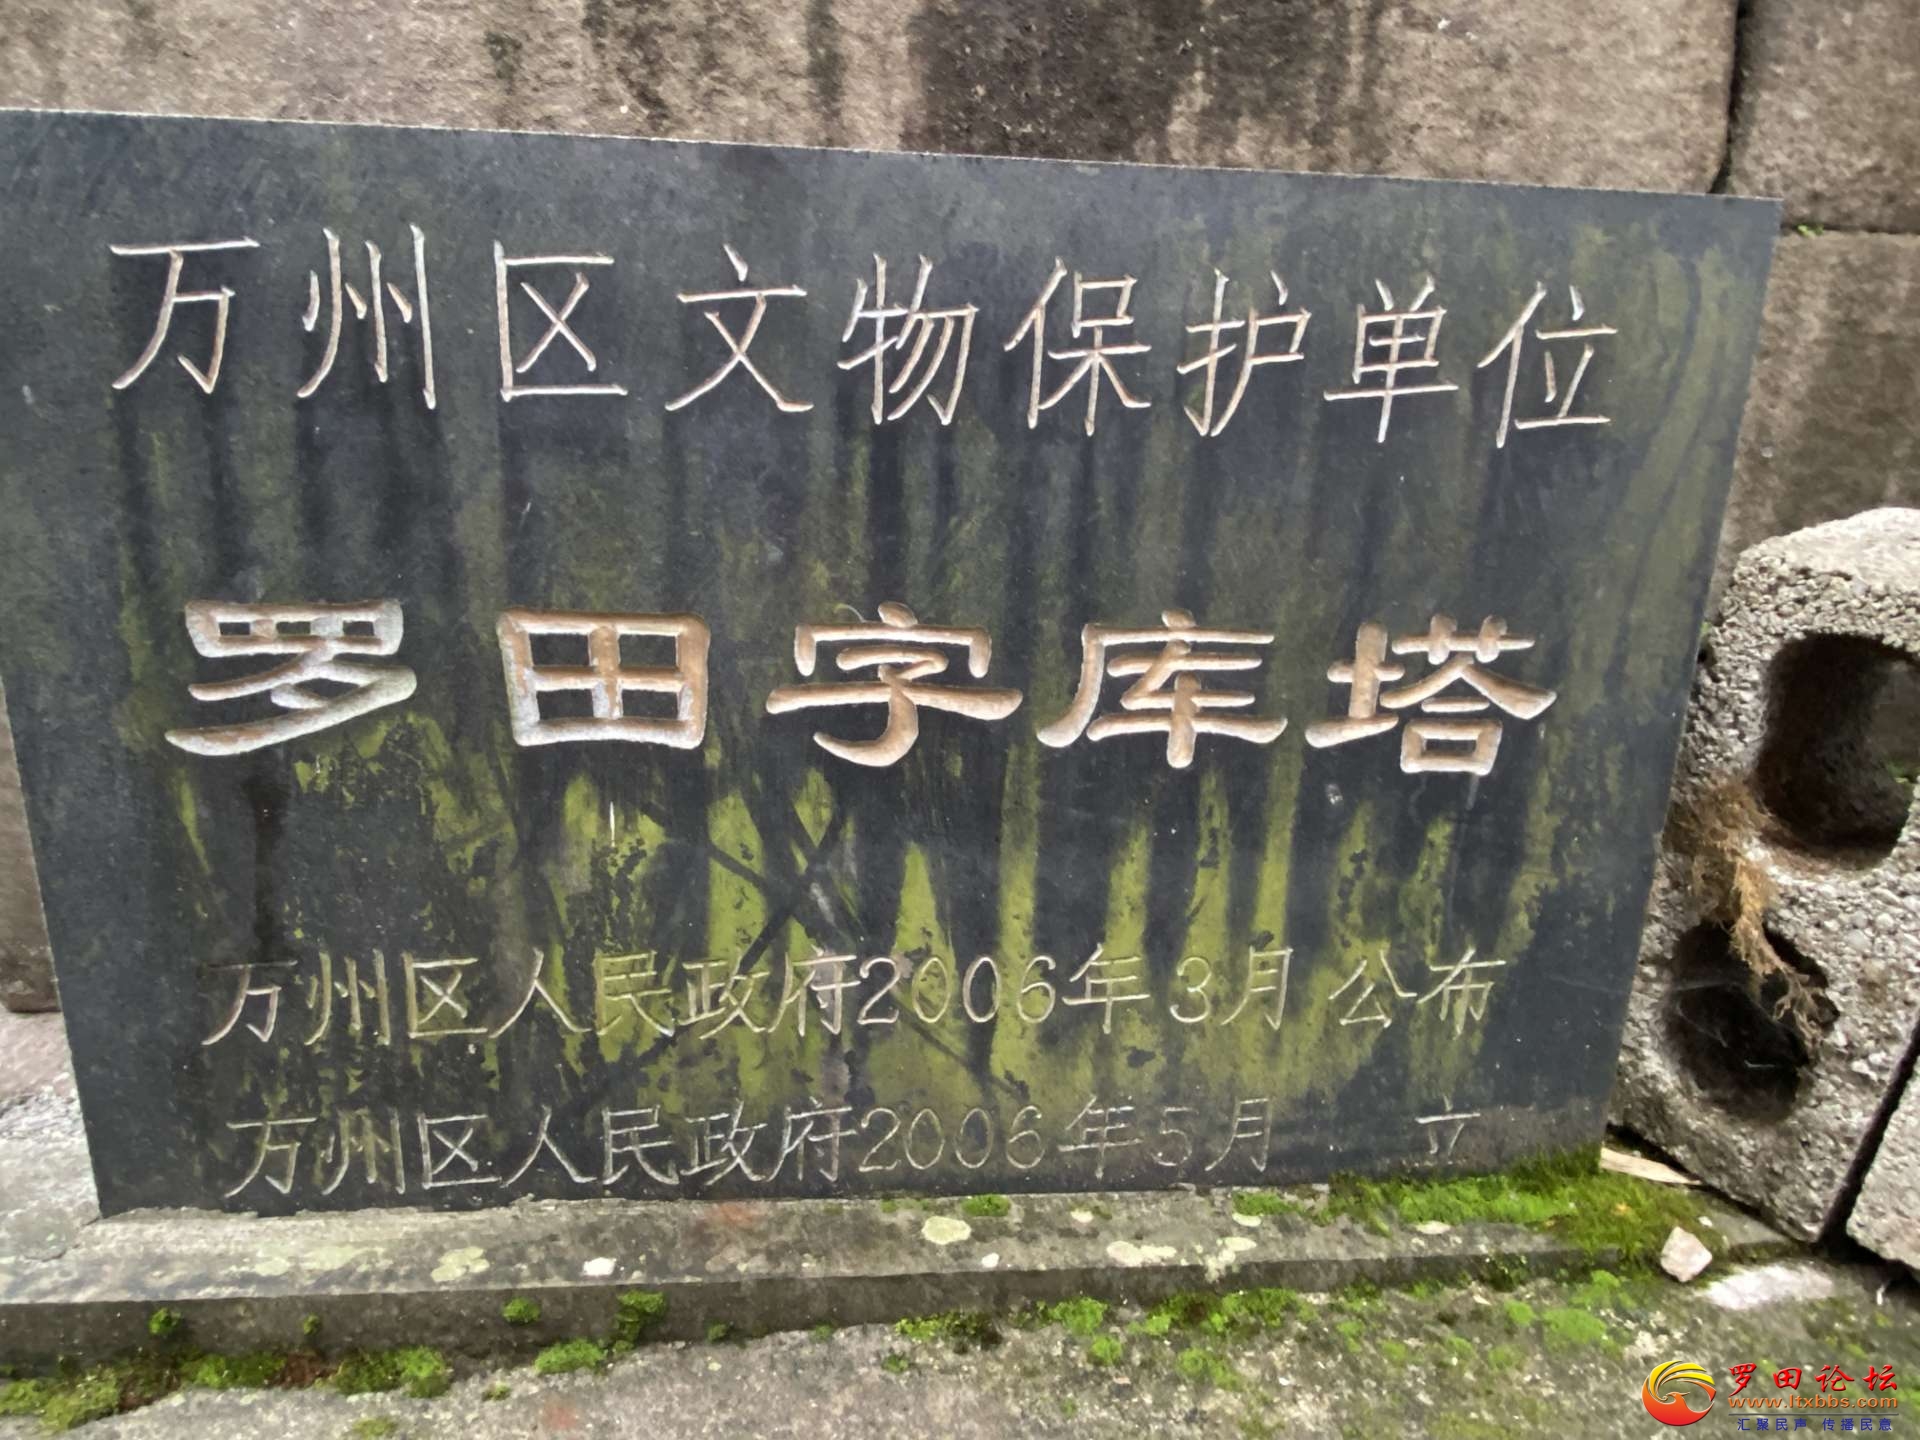 万州区文物保护单位
罗田字库塔
万州区人民政府2006年3月公布
万州区人民政府2006年5月 立
罗田论坛
www.ltxbbs.com
汇聚民声 传播民意